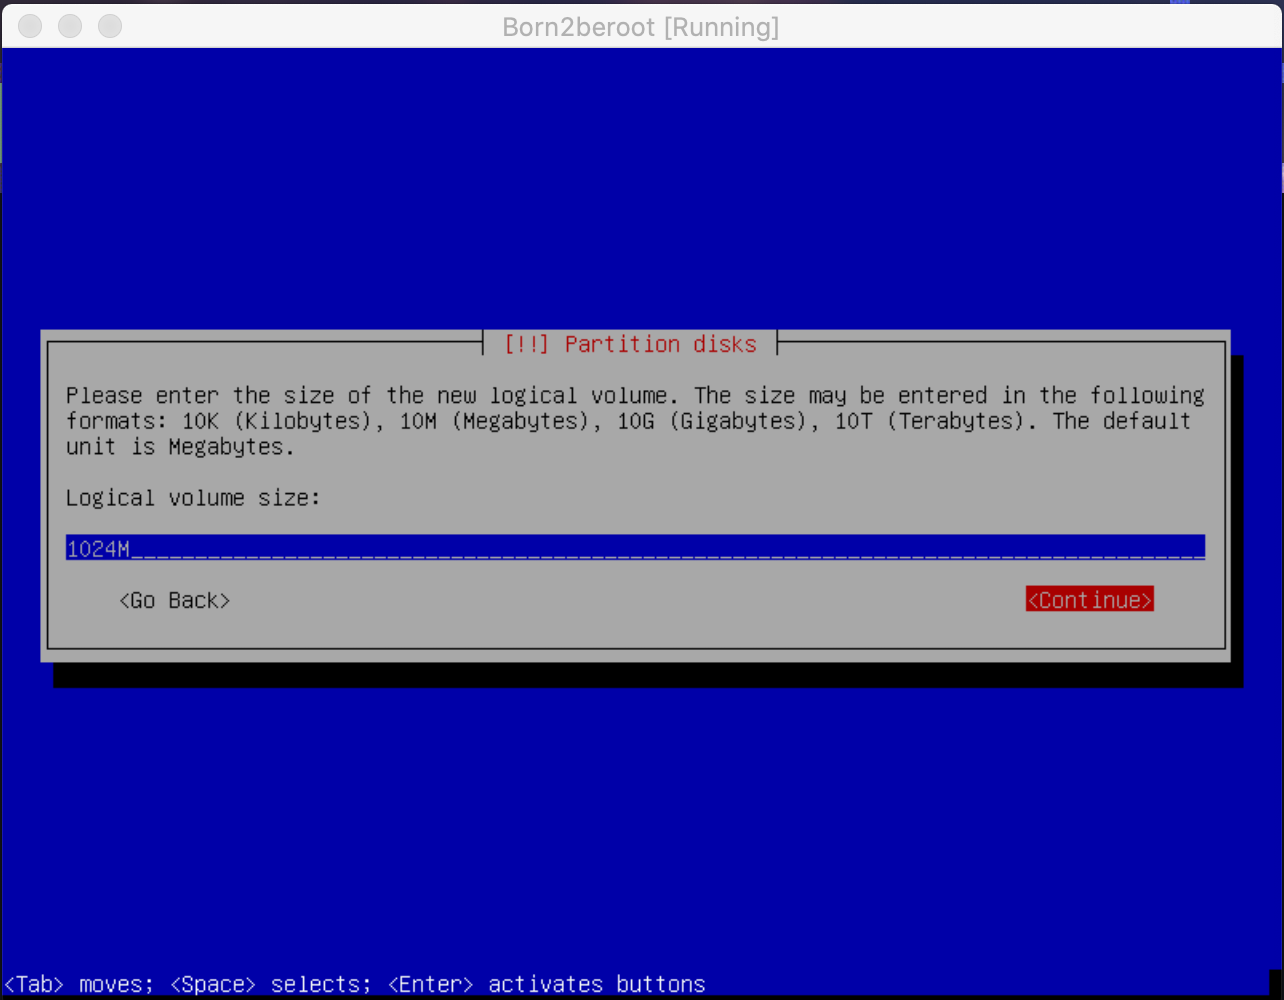 Born2beroot [Running]
[!!] Partition disks
Please enter the size of the new logical volume. The size may be entered in the following
formats: 10K (Kilobytes), 10M (Megabytes), 10G (Gigabytes), 10T (Terabytes). The default
unit is Megabytes.
Logical volume size:
1024M
<Go Back> <Continue>
<Tab> moves; <Space> selects; <Enter> activates buttons